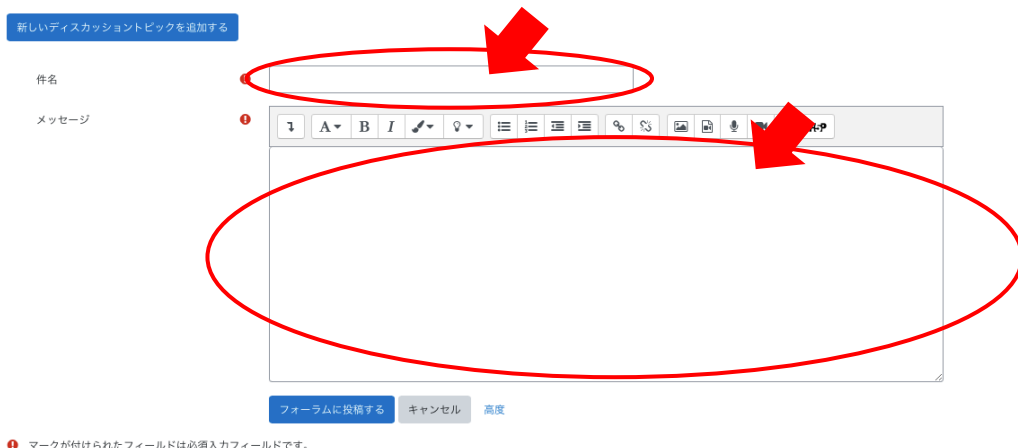 新しいディスカッショントピックを追加する
件名
メッセージ
A B I
フォーラムに投稿する キャンセル 高度
マークが付けられたフィールドは必須入力フィールドです。